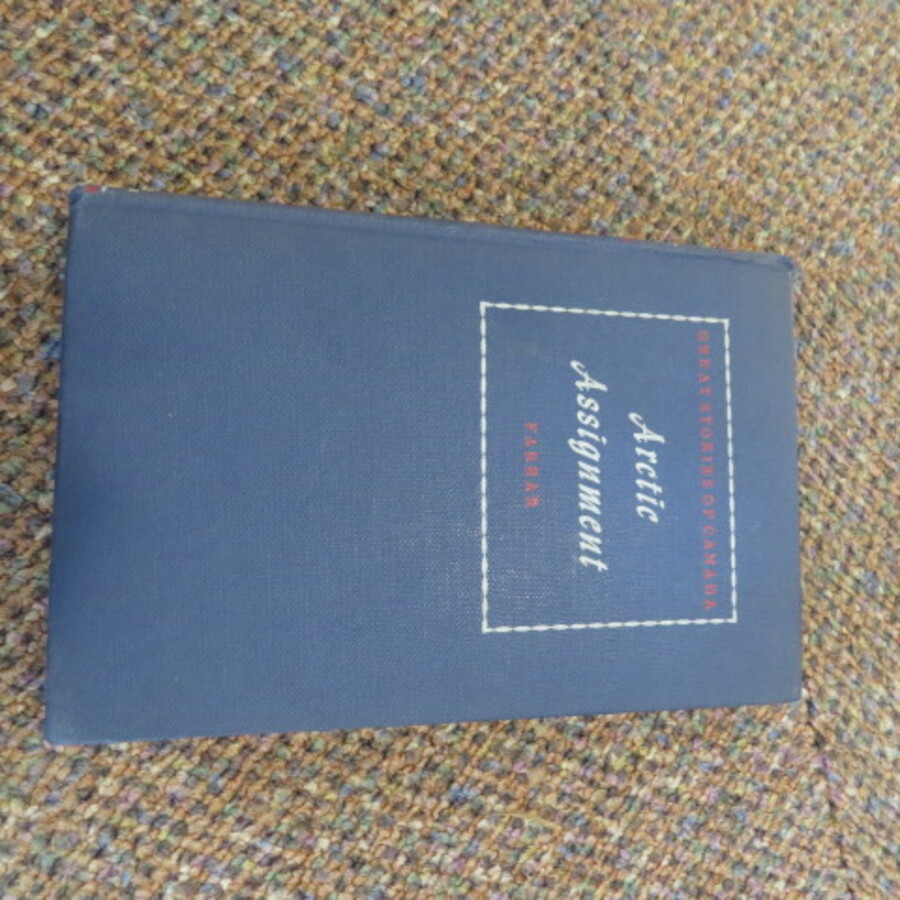 GREAT STORIES OF CANADA
Arctic
Assignment
FARRAR